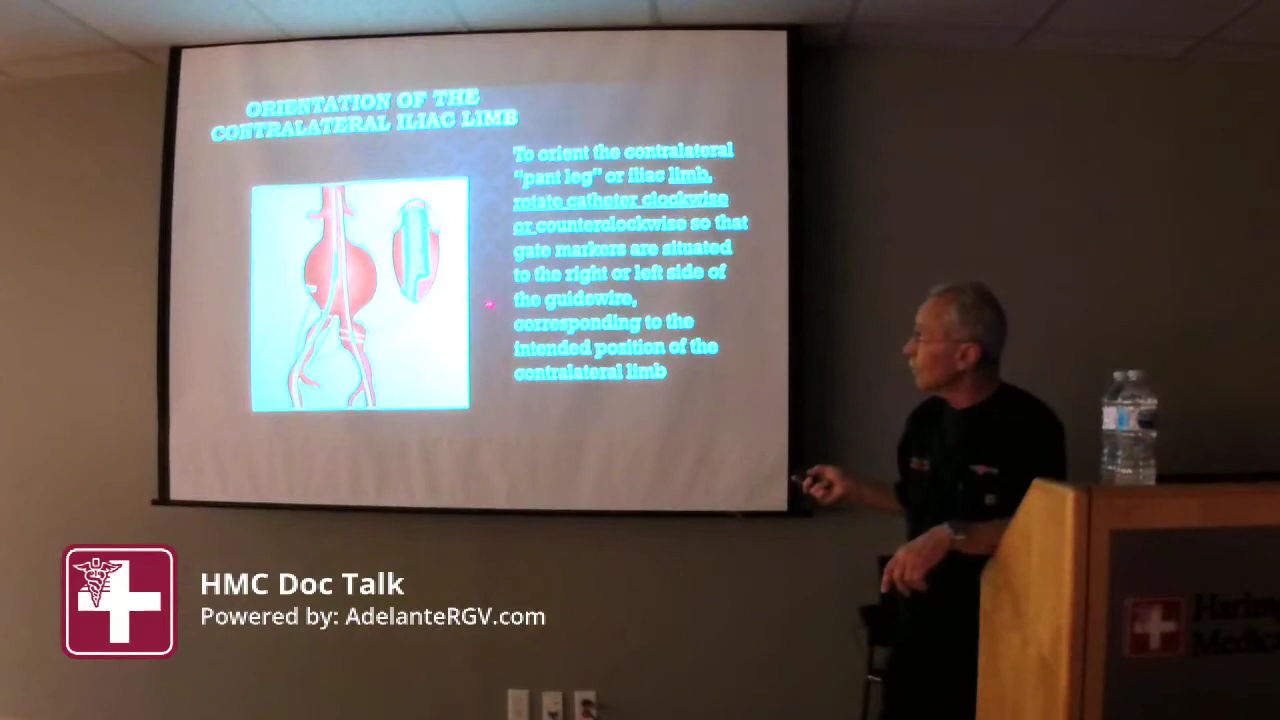 ORIENTATION OF THE
CONTRALATERAL ILIAC LIMB
To orient the contralateral
"pant leg" or iliac limb,
rotate catheter clockwise
or counterclockwise so that
gate markers are situated
to the right or left side of
the guidewire,
corresponding to the
intended position of the
contralateral limb
HMC Doc Talk
Powered by: AdelanteRGV.com